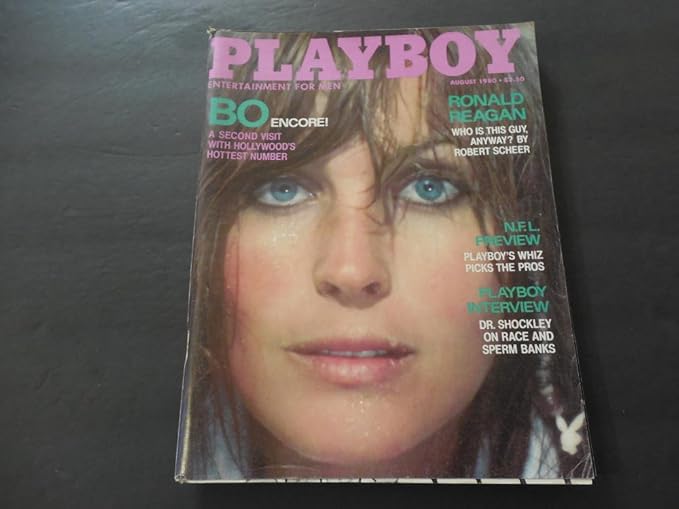 PLAYBOY
ENTERTAINMENT FOR MEN
AUGUST 1980 • $2.50
BO ENCORE!
A SECOND VISIT
WITH HOLLYWOOD'S
HOTTEST NUMBER
RONALD
REAGAN
WHO IS THIS GUY,
ANYWAY? BY
ROBERT SCHEER
N.F.L.
PREVIEW
PLAYBOY'S WHIZ
PICKS THE PROS
PLAYBOY
INTERVIEW
DR. SHOCKLEY
ON RACE AND
SPERM BANKS